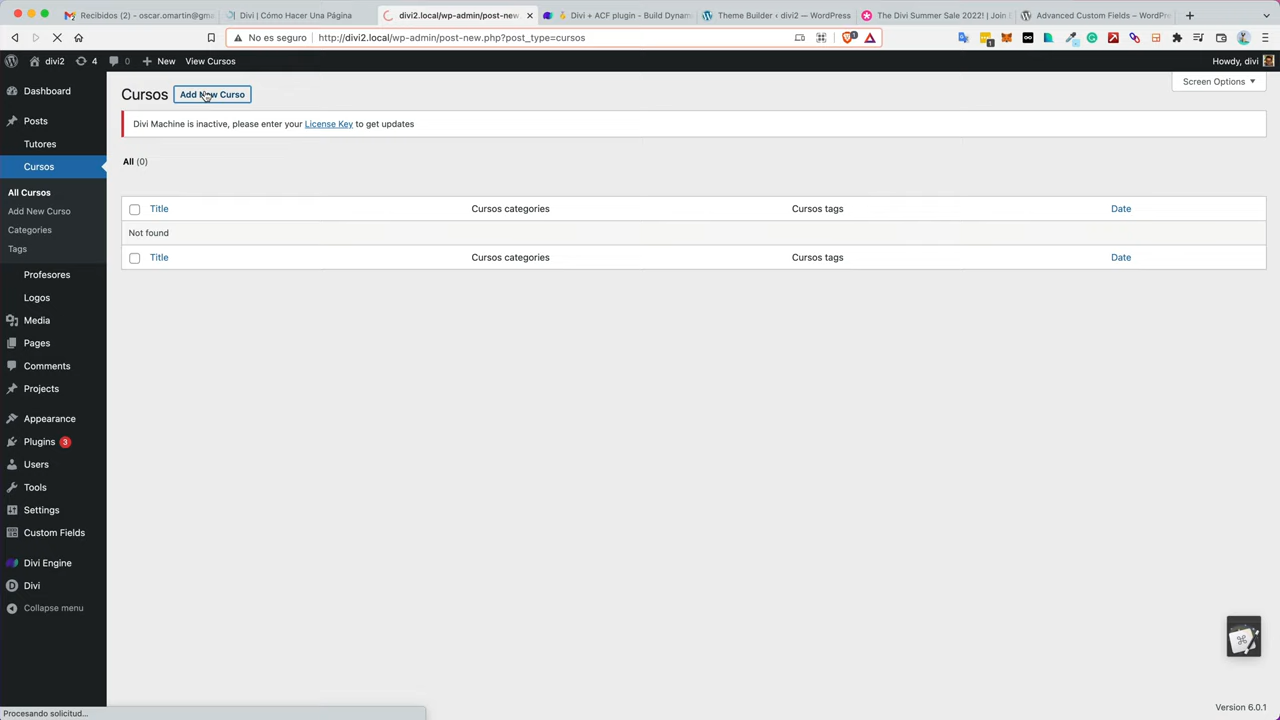 Recibidos (2) - oscar.omartin@gm
Divi | Cómo Hacer Una Página
divi2.local/wp-admin/post-new.
Divi + ACF plugin - Build Dynam
Theme Builder ‹ divi2 — WordPress
The Divi Summer Sale 2022! | Join
Advanced Custom Fields – WordPre
No es seguro
http://divi2.local/wp-admin/post-new.php?post_type=cursos
divi2
4
0
New
View Cursos
Howdy, divi
Dashboard
Posts
Tutores
Cursos
All Cursos
Add New Curso
Categories
Tags
Profesores
Logos
Media
Pages
Comments
Projects
Appearance
Plugins 3
Users
Tools
Settings
Custom Fields
Divi Engine
Divi
Collapse menu
Screen Options
Cursos
Add New Curso
Divi Machine is inactive, please enter your License Key to get updates
All (0)
Title Cursos categories Cursos tags Date
Not found
Title Cursos categories Cursos tags Date
Procesando solicitud...
Version 6.0.1